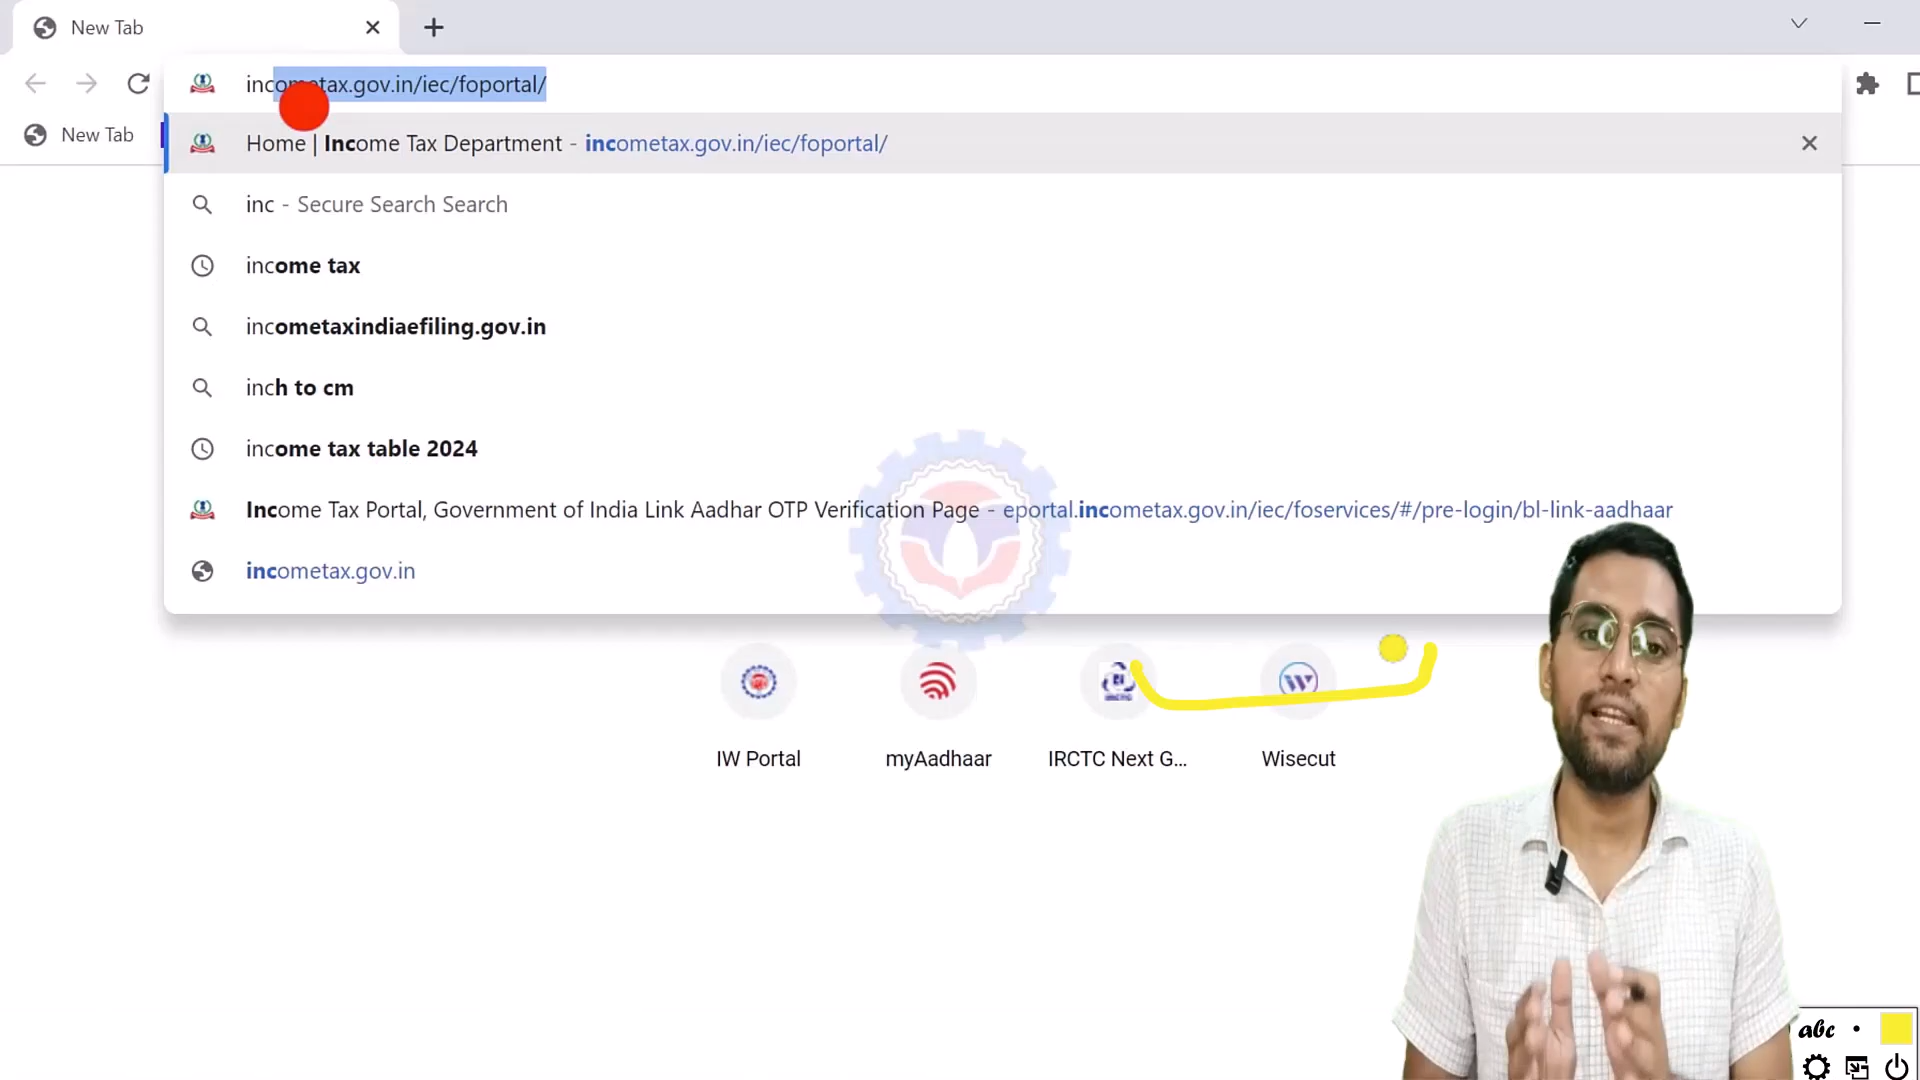 New Tab
incometax.gov.in/iec/foportal/
New Tab
Home | Income Tax Department - incometax.gov.in/iec/foportal/
inc - Secure Search Search
income tax
incometaxindiaefiling.gov.in
inch to cm
income tax table 2024
Income Tax Portal, Government of India Link Aadhar OTP Verification Page - eportal.incometax.gov.in/iec/foservices/#/pre-login/bl-link-aadhaar
incometax.gov.in
IW Portal
myAadhaar
IRCTC Next G...
Wisecut
abc